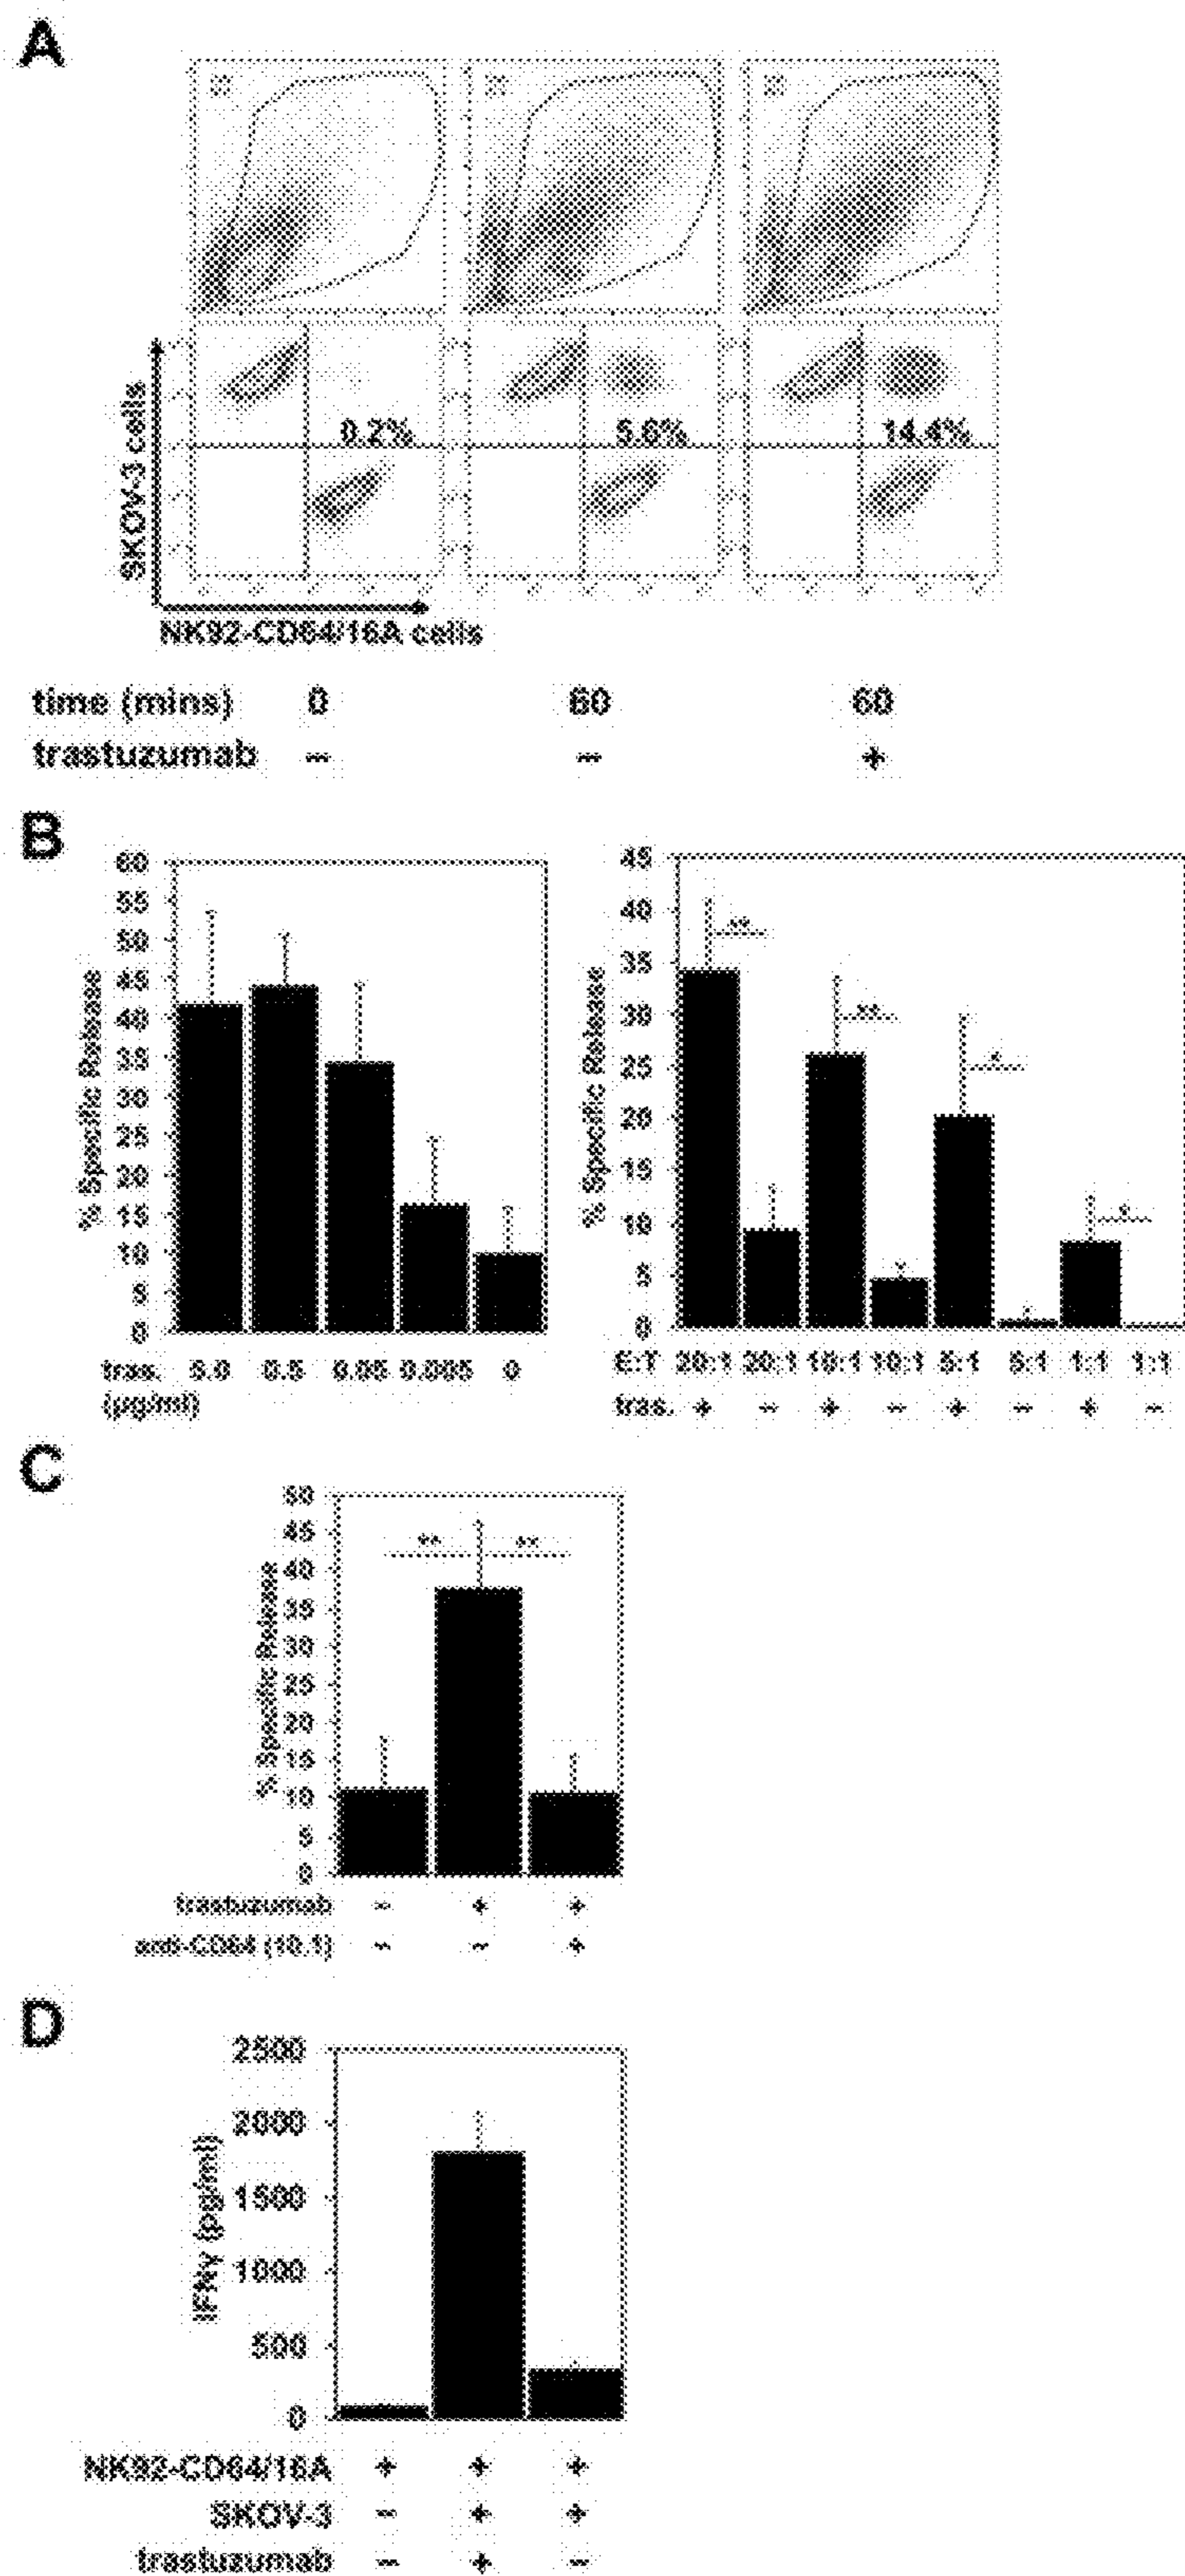 A
0.2% 5.6% 14.4%
SKOV-3 cells
NK92-CD64/16A cells
time (mins) 0 60 60
trastuzumab - - +
B
60
55
50
45
40
35
30
25
20
15
10
5
0
% Specific Release
tras. 5.0 0.5 0.05 0.005 0
(µg/ml)
45
40
35
30
25
20
15
10
5
0
% Specific Release
** ** * *
E:T 20:1 20:1 10:1 10:1 5:1 5:1 1:1 1:1
tras. + - + - + - + -
C
50
45
40
35
30
25
20
15
10
5
0
% Specific Release
** **
trastuzumab - + +
anti-CD64 (10.1) - - +
D
2500
2000
1500
1000
500
0
IFNγ (pg/ml)
NK92-CD64/16A + + +
SKOV-3 - + +
trastuzumab - + -